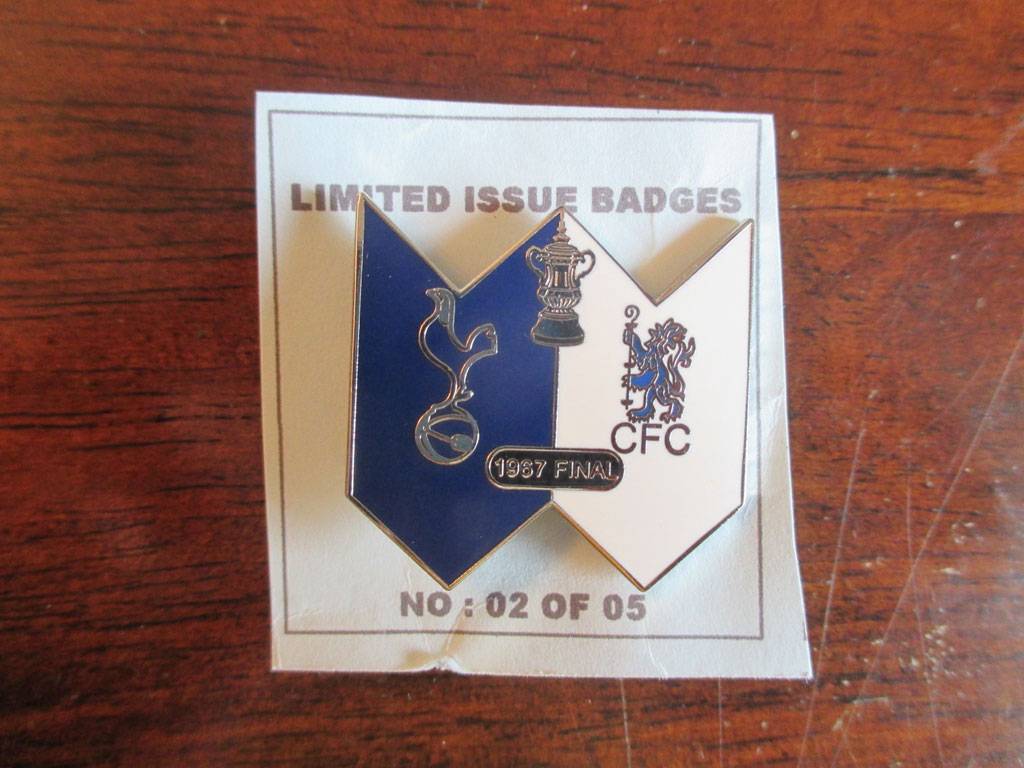 LIMITED ISSUE BADGES
CFC
1967 FINAL
NO : 02 OF 05